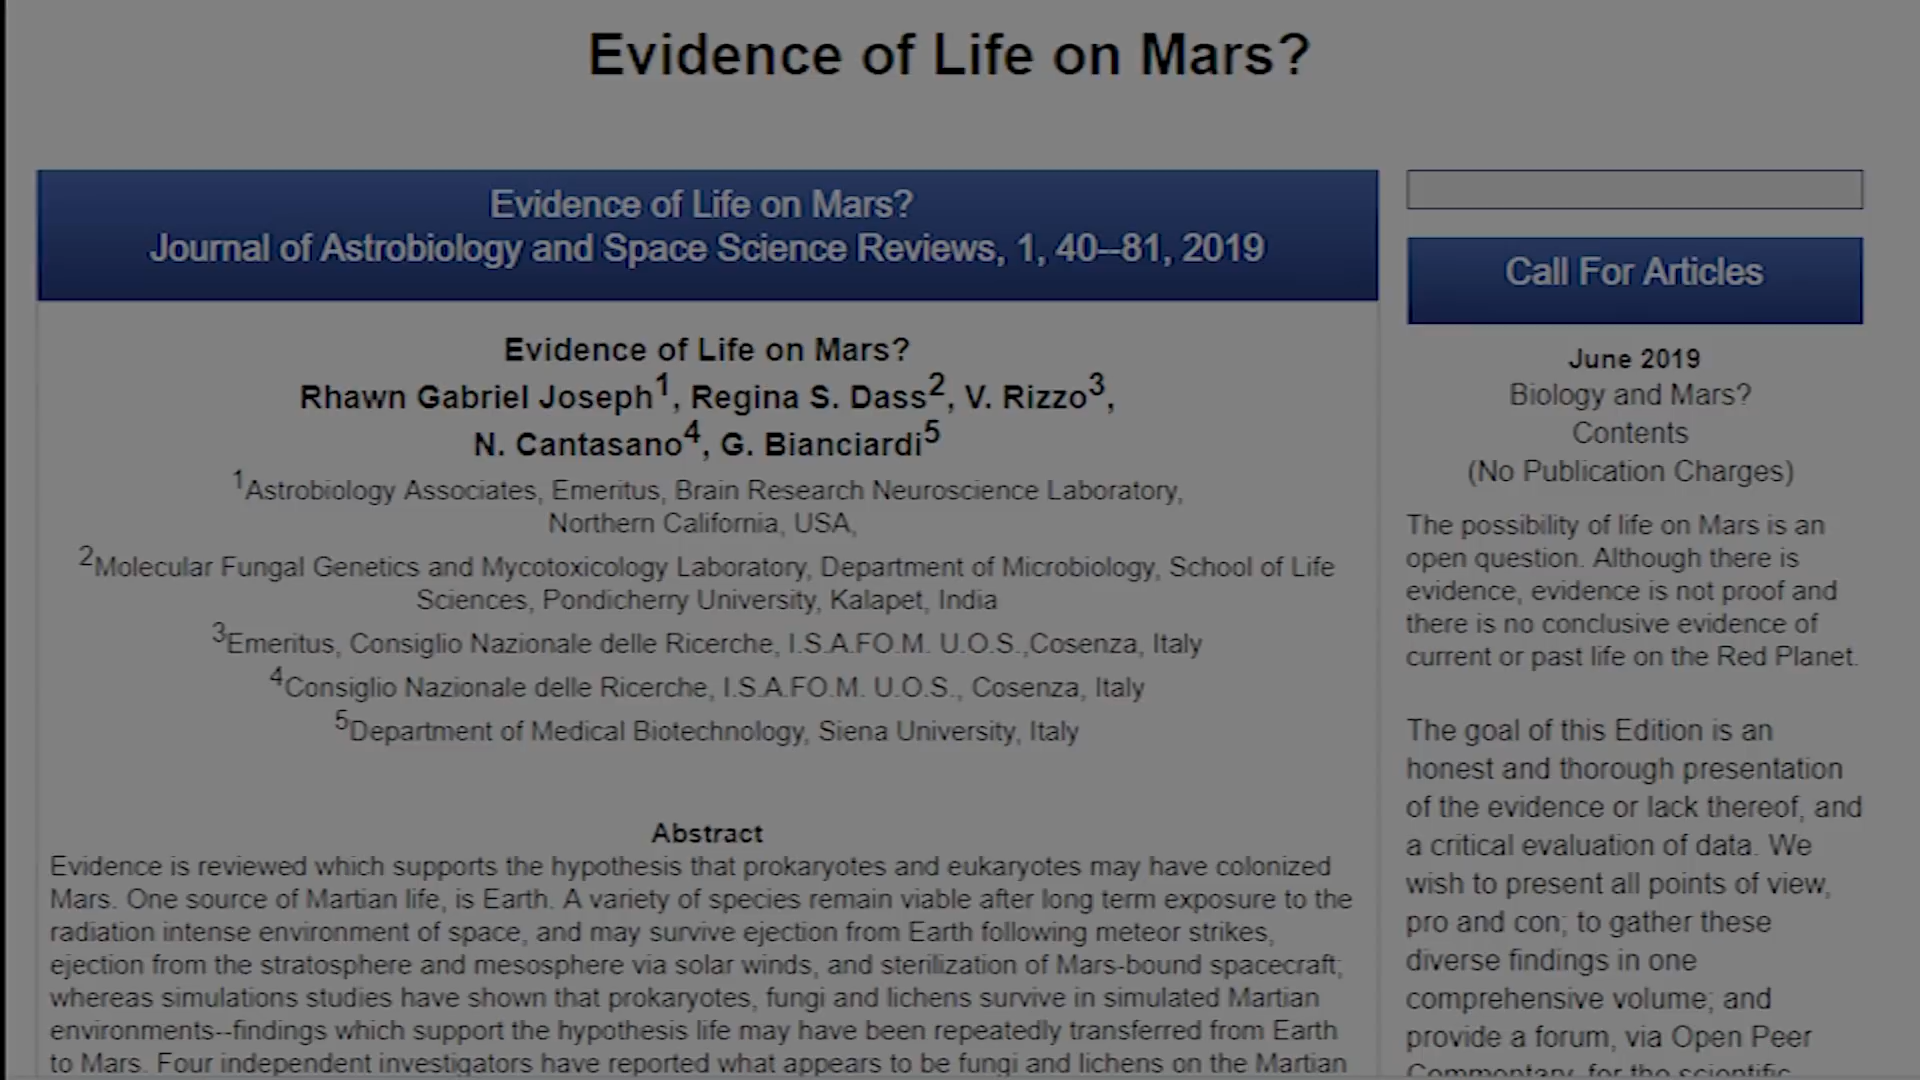 Evidence of Life on Mars?
Evidence of Life on Mars?
Journal of Astrobiology and Space Science Reviews, 1, 40--81, 2019
Evidence of Life on Mars?
Rhawn Gabriel Joseph1, Regina S. Dass2, V. Rizzo3,
N. Cantasano4, G. Bianciardi5
1Astrobiology Associates, Emeritus, Brain Research Neuroscience Laboratory,
Northern California, USA,
2Molecular Fungal Genetics and Mycotoxicology Laboratory, Department of Microbiology, School of Life
Sciences, Pondicherry University, Kalapet, India
3Emeritus, Consiglio Nazionale delle Ricerche, I.S.A.FO.M. U.O.S.,Cosenza, Italy
4Consiglio Nazionale delle Ricerche, I.S.A.FO.M. U.O.S., Cosenza, Italy
5Department of Medical Biotechnology, Siena University, Italy
Abstract
Evidence is reviewed which supports the hypothesis that prokaryotes and eukaryotes may have colonized
Mars. One source of Martian life, is Earth. A variety of species remain viable after long term exposure to the
radiation intense environment of space, and may survive ejection from Earth following meteor strikes,
ejection from the stratosphere and mesosphere via solar winds, and sterilization of Mars-bound spacecraft;
whereas simulations studies have shown that prokaryotes, fungi and lichens survive in simulated Martian
environments--findings which support the hypothesis life may have been repeatedly transferred from Earth
to Mars. Four independent investigators have reported what appears to be fungi and lichens on the Martian
Call For Articles
June 2019
Biology and Mars?
Contents
(No Publication Charges)
The possibility of life on Mars is an
open question. Although there is
evidence, evidence is not proof and
there is no conclusive evidence of
current or past life on the Red Planet.
The goal of this Edition is an
honest and thorough presentation
of the evidence or lack thereof, and
a critical evaluation of data. We
wish to present all points of view,
pro and con; to gather these
diverse findings in one
comprehensive volume; and
provide a forum, via Open Peer
Commentary, for the scientific